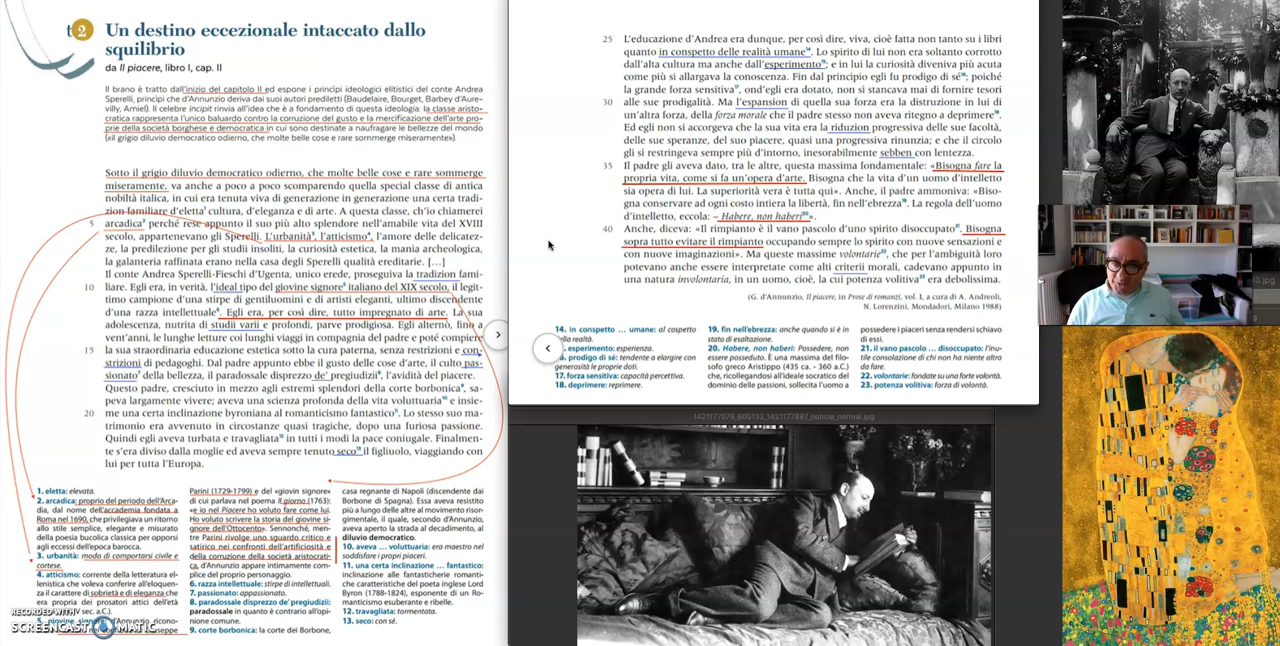 t2 Un destino eccezionale intaccato dallo
squilibrio
da Il piacere, libro I, cap. II
Il brano è tratto dall'inizio del capitolo II ed espone i principi ideologici elitistici del conte Andrea
Sperelli, principi che D'Annunzio deriva dai suoi autori prediletti (Baudelaire, Bourget, Barbey d'Aure-
villy, Amiel). Il celebre incipit rinvia all'idea che è a fondamento di questa ideologia: la classe aristo-
cratica rappresenta l'unico baluardo contro la corruzione del gusto e la mercificazione dell'arte pro-
prie della società borghese e democratica in cui sono destinate a naufragare le bellezze del mondo
(«il grigio diluvio democratico odierno, che molte belle cose e rare sommerge miseramente»).
Sotto il grigio diluvio democratico odierno, che molte belle cose e rare sommerge
miseramente, va anche a poco a poco scomparendo quella special classe di antica
nobiltà italica, in cui era tenuta viva di generazione in generazione una certa tradi-
zion familiare d'eletta¹ cultura, d'eleganza e di arte. A questa classe, ch'io chiamerei
5 arcadica² perché rese appunto il suo più alto splendore nell'amabile vita del XVIII
secolo, appartenevano gli Sperelli. L'urbanità³, l'atticismo⁴, l'amore delle delicatez-
ze, la predilezione per gli studii insoliti, la curiosità estetica, la mania archeologica,
la galanteria raffinata erano nella casa degli Sperelli qualità ereditarie. [...]
Il conte Andrea Sperelli-Fieschi d'Ugenta, unico erede, proseguiva la tradizion fami-
10 liare. Egli era, in verità, l'ideal tipo del giovine signore⁵ italiano del XIX secolo, il legit-
timo campione d'una stirpe di gentiluomini e di artisti eleganti, ultimo discendente
d'una razza intellettuale⁶. Egli era, per così dire, tutto impregnato di arte. La sua
adolescenza, nutrita di studii varii e profondi, parve prodigiosa. Egli alternò, fino a
vent'anni, le lunghe letture coi lunghi viaggi in compagnia del padre e poté compiere
15 la sua straordinaria educazione estetica sotto la cura paterna, senza restrizioni e con-
strizioni di pedagoghi. Dal padre appunto ebbe il gusto delle cose d'arte, il culto pas-
sionato⁷ della bellezza, il paradossale disprezzo de' pregiudizii⁸, l'avidità del piacere.
Questo padre, cresciuto in mezzo agli estremi splendori della corte borbonica⁹, sa-
peva largamente vivere; aveva una scienza profonda della vita voluttuaria¹⁰ e insie-
20 me una certa inclinazione byroniana al romanticismo fantastico¹¹. Lo stesso suo ma-
trimonio era avvenuto in circostanze quasi tragiche, dopo una furiosa passione.
Quindi egli aveva turbata e travagliata¹² in tutti i modi la pace coniugale. Finalmen-
te s'era diviso dalla moglie ed aveva sempre tenuto seco¹³ il figliuolo, viaggiando con
lui per tutta l'Europa.
1. eletta: elevata.
2. arcadica: proprio del periodo dell'Arca-
dia, dal nome dell'accademia fondata a
Roma nel 1690, che privilegiava un ritorno
allo stile semplice, elegante e misurato
della poesia bucolica classica per opporsi
agli eccessi dell'epoca barocca.
3. urbanità: modo di comportarsi civile e
cortese.
4. atticismo: corrente della letteratura el-
lenistica che voleva conferire all'eloquen-
za il carattere di sobrietà e di eleganza che
era propria dei prosatori attici dell'età
sec. a.C.).
5. giovine signore: d'Annunzio ricono-
Parini (1729-1799) e del «giovin signore»
di cui parlava nel poema Il giorno (1763):
«e io nel Piacere ho voluto fare come lui.
Ho voluto scrivere la storia del giovine si-
gnore dell'Ottocento». Sennonché, men-
tre Parini rivolge uno sguardo critico e
satirico nei confronti dell'artificiosità e
della corruzione della società aristocrati-
ca, d'Annunzio appare intimamente com-
plice del proprio personaggio.
6. razza intellettuale: stirpe di intellettuali.
7. passionato: appassionato.
8. paradossale disprezzo de' pregiudizii:
paradossale in quanto è contrario all'opi-
nione comune.
9. corte borbonica: la corte dei Borbone,
casa regnante di Napoli (discendente dai
Borbone di Spagna). Essa aveva resistito
più a lungo delle altre al movimento risor-
gimentale, il quale, secondo d'Annunzio,
aveva aperto la strada al decadimento, al
diluvio democratico.
10. aveva ... voluttuaria: era maestro nel
soddisfare i propri piaceri.
11. una certa inclinazione ... fantastico:
inclinazione alle fantasticherie romanti-
che caratteristiche del poeta inglese Lord
Byron (1788-1824), esponente di un Ro-
manticismo esuberante e ribelle.
12. travagliata: tormentata.
13. seco: con sé.
RECORDED WITH
SCREENCAST MATIC
25 L'educazione d'Andrea era dunque, per così dire, viva, cioè fatta non tanto su i libri
quanto in conspetto delle realità umane¹⁴. Lo spirito di lui non era soltanto corrotto
dall'alta cultura ma anche dall'esperimento¹⁵; e in lui la curiosità diveniva più acuta
come più si allargava la conoscenza. Fin dal principio egli fu prodigo di sé¹⁶; poiché
la grande forza sensitiva¹⁷, ond'egli era dotato, non si stancava mai di fornire tesori
30 alle sue prodigalità. Ma l'espansion di quella sua forza era la distruzione in lui di
un'altra forza, della forza morale che il padre stesso non aveva ritegno a deprimere¹⁸.
Ed egli non si accorgeva che la sua vita era la riduzion progressiva delle sue facoltà,
delle sue speranze, del suo piacere, quasi una progressiva rinunzia; e che il circolo
gli si restringeva sempre più d'intorno, inesorabilmente sebben con lentezza.
35 Il padre gli aveva dato, tra le altre, questa massima fondamentale: «Bisogna fare la
propria vita, come si fa un'opera d'arte. Bisogna che la vita d'un uomo d'intelletto
sia opera di lui. La superiorità vera è tutta qui». Anche, il padre ammoniva: «Biso-
gna conservare ad ogni costo intiera la libertà, fin nell'ebrezza¹⁹. La regola dell'uomo
d'intelletto, eccola: – Habere, non haberi²⁰».
40 Anche, diceva: «Il rimpianto è il vano pascolo d'uno spirito disoccupato²¹. Bisogna
sopra tutto evitare il rimpianto occupando sempre lo spirito con nuove sensazioni e
con nuove imaginazioni». Ma queste massime volontarie²², che per l'ambiguità loro
potevano anche essere interpretate come alti criterii morali, cadevano appunto in
una natura involontaria, in un uomo, cioè, la cui potenza volitiva²³ era debolissima.
(G. d'Annunzio, Il piacere, in Prose di romanzi, vol. I, a cura di A. Andreoli,
N. Lorenzini, Mondadori, Milano 1988)
14. in conspetto ... umane: al cospetto
realtà.
esperimento: esperienza.
prodigo di sé: tendente a elargire con
generosità le proprie doti.
17. forza sensitiva: capacità percettiva.
18. deprimere: reprimere.
19. fin nell'ebrezza: anche quando si è in
stato di esaltazione.
20. Habere, non haberi: Possedere, non
essere posseduto. È una massima del filo-
sofo greco Aristippo (435 ca. - 360 a.C.)
che, ricollegandosi all'ideale socratico del
dominio delle passioni, sollecita l'uomo a
possedere i piaceri senza rendersi schiavo
di essi.
21. il vano pascolo ... disoccupato: l'inu-
tile consolazione di chi non ha niente altro
da fare.
22. volontarie: fondate su una forte volontà.
23. potenza volitiva: forza di volontà.
1421177079_605132_1421177887_noticia_normal.jpg